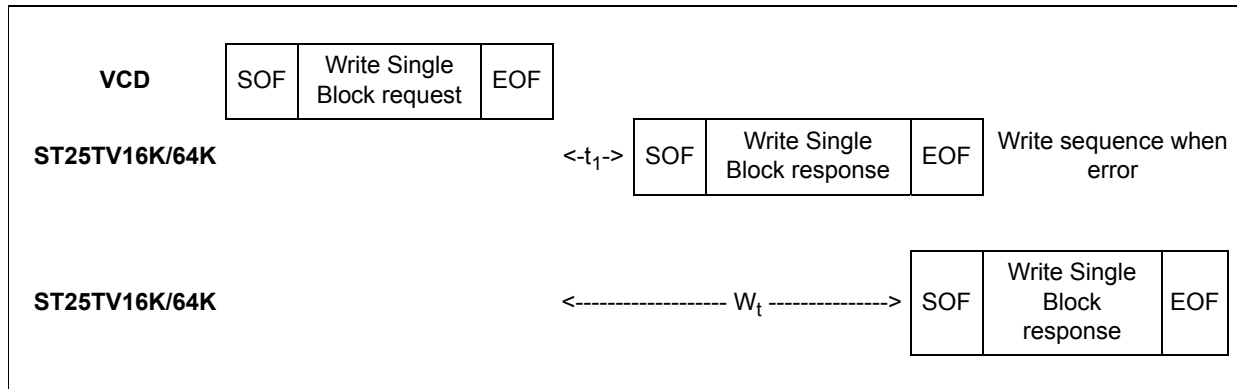 VCD SOF Write Single Block request EOF
ST25TV16K/64K <-t1-> SOF Write Single Block response EOF Write sequence when error
ST25TV16K/64K <------------------- Wt ---------------> SOF Write Single Block response EOF